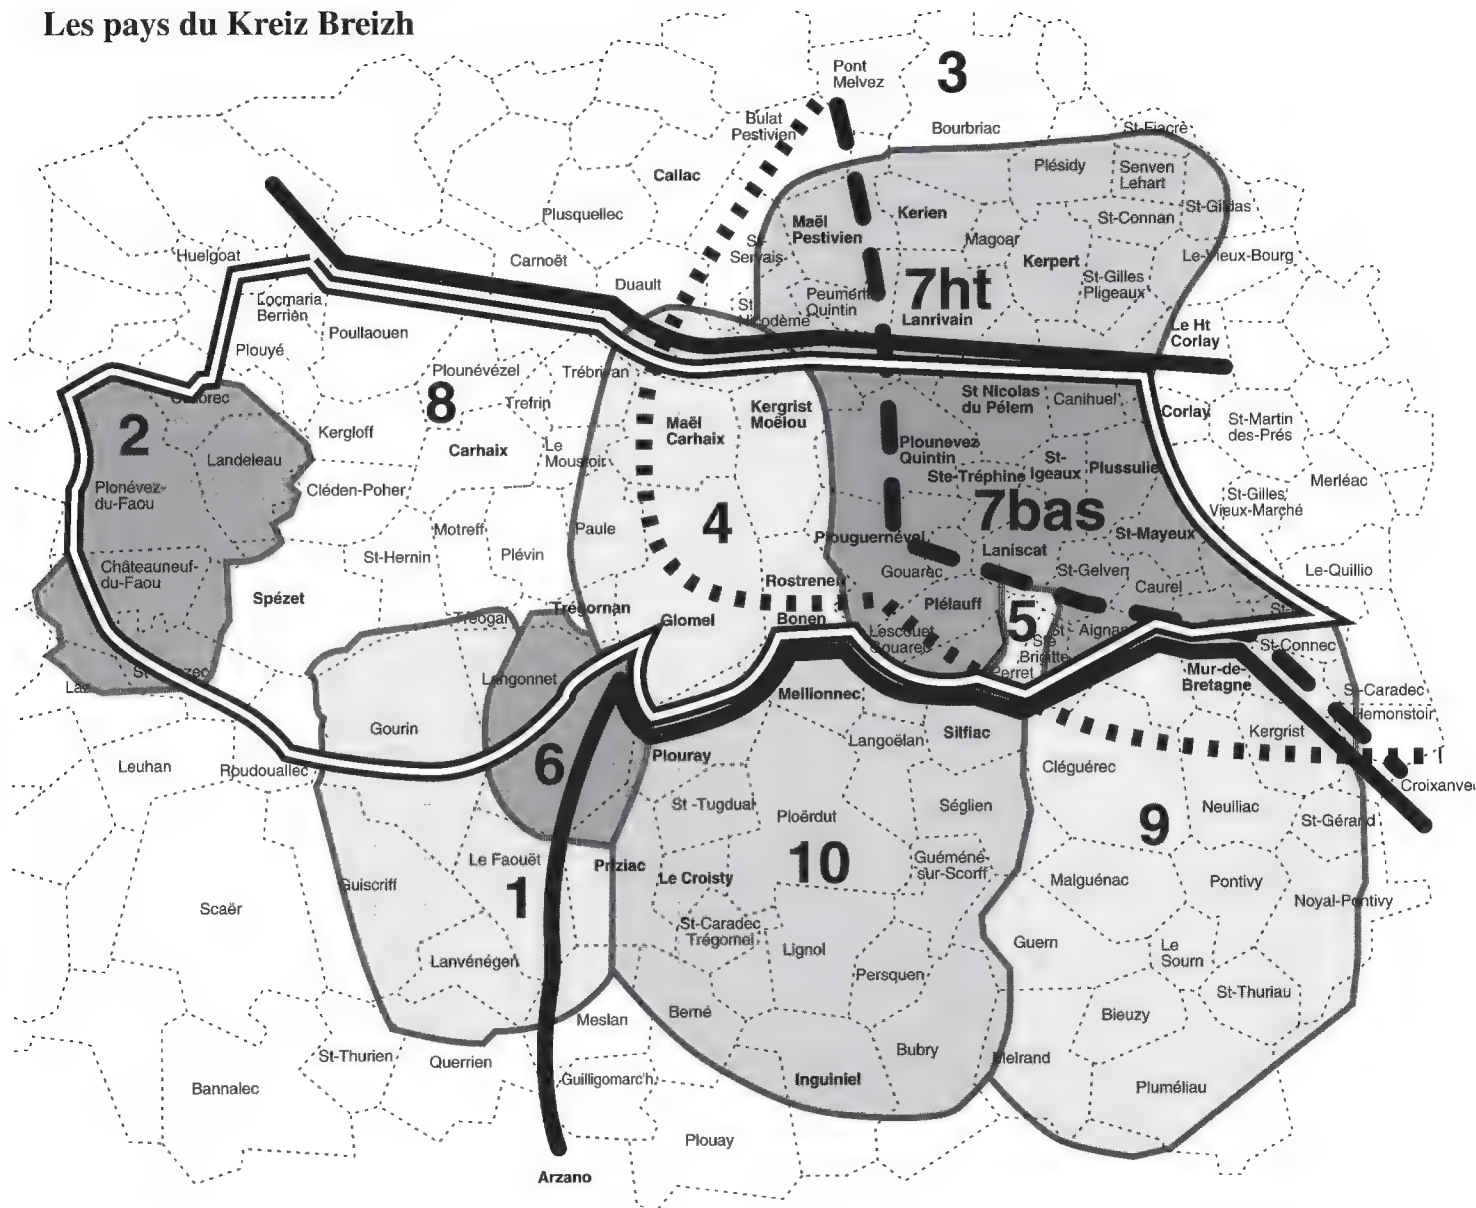 Les pays du Kreiz Breizh
Pont
Melvez
3
Bulat
Pestivien
Bourbriac
St-Fiacre
Callac
Plésidy
Senven
Lehart
Plusquellec
Maël
Pestivien
Kerien
St-Connan
St-Gildas
Magoar
St-
Servais
Huelgoat
Carnoët
Kerpert
Le-Vieux-Bourg
Duault
7ht
St-Gilles
Pligeaux
Locmaria
Berrien
Peumerit
Quintin
St
Nicodème
Lanrivain
Poullaouen
Le Ht
Corlay
Plouyé
Plounévézel
Trébrivan
8
Trefrin
2
Collorec
St Nicolas
du Pélem
Canihuel
Kergrist
Moëlou
Maël
Carhaix
Corlay
St-Martin
des-Prés
Kergloff
Carhaix
Le
Moustoir
Plounevez
Quintin
Landeleau
St-
Igeaux
Plussulie
Ste-Tréphine
Plonévez-
du-Faou
Cléden-Poher
Merléac
St-Gilles
Vieux-Marché
7bas
4
Motreff
Paule
Plouguernével
St-Mayeux
St-Hernin
Plévin
Laniscat
Châteauneuf-
du-Faou
Gouarec
St-Gelven
Caurel
Le-Quillio
Rostrenen
Spézet
Plélauff
Trégornan
Tréogar
Glomel
Bonen
5
St-
Aignan
Lescouet
Gouarec
Ste
Brigitte
St-Connec
Perret
Mur-de-
Bretagne
Laz
Langonnet
Mellionnec
St-Caradec
Hemonstoir
Gourin
Silfiac
Langoëlan
Kergrist
Plouray
6
Leuhan
Roudouallec
Cléguérec
Croixanvec
St -Tugdual
Séglien
Neulliac
Ploërdut
St-Gérand
9
10
Le Faouët
Priziac
Guéméné-
sur-Scorff
Le Croisty
Guiscriff
1
Malguénac
Pontivy
Noyal-Pontivy
Scaër
St-Caradec
Trégomel
Lignol
Guern
Le
Sourn
Lanvénégen
Persquen
St-Thuriau
Berné
Meslan
Bieuzy
St-Thurien
Querrien
Bubry
Melrand
Bannalec
Guilligomarc'h
Inguiniel
Pluméliau
Plouay
Arzano